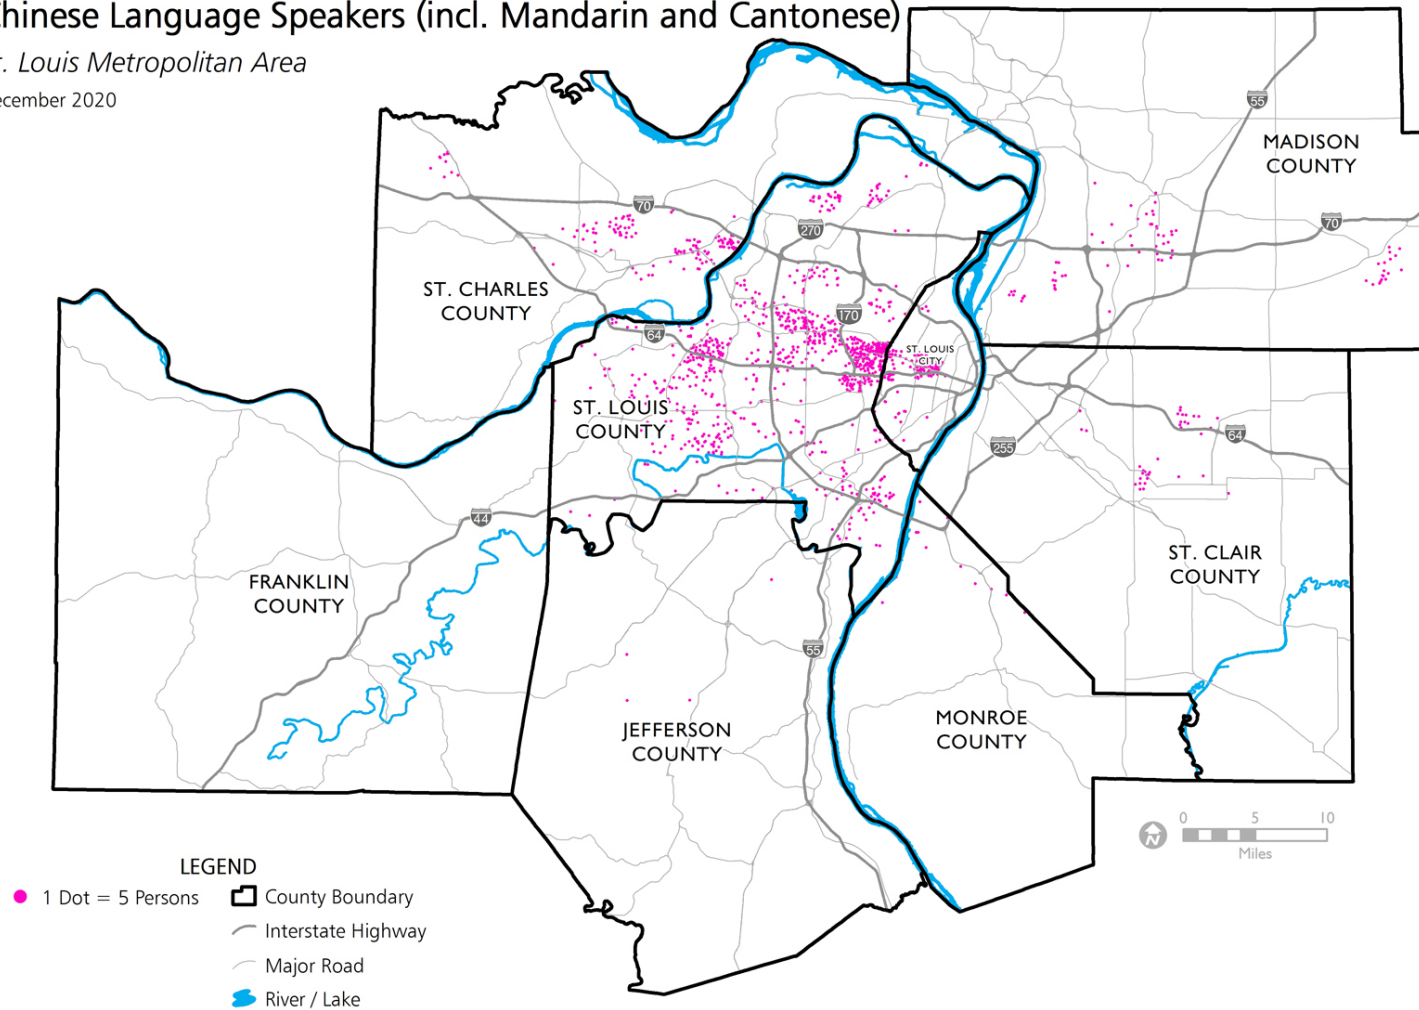 hinese Language Speakers (incl. Mandarin and Cantonese)
. Louis Metropolitan Area
ecember 2020
55
MADISON
COUNTY
70
70
270
ST. CHARLES
COUNTY
170
64
ST. LOUIS
CITY
ST. LOUIS
COUNTY
64
255
44
ST. CLAIR
COUNTY
FRANKLIN
COUNTY
55
MONROE
COUNTY
JEFFERSON
COUNTY
0 5 10
N
Miles
LEGEND
1 Dot = 5 Persons
County Boundary
Interstate Highway
Major Road
River / Lake